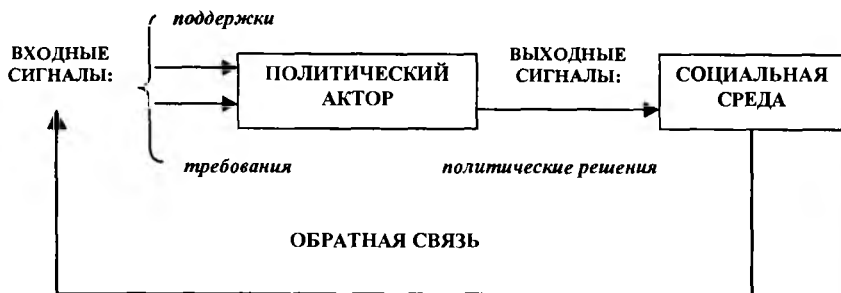 поддержки
ВХОДНЫЕ
СИГНАЛЫ:
ПОЛИТИЧЕСКИЙ
АКТОР
ВЫХОДНЫЕ
СИГНАЛЫ:
СОЦИАЛЬНАЯ
СРЕДА
требования
политические решения
ОБРАТНАЯ СВЯЗЬ